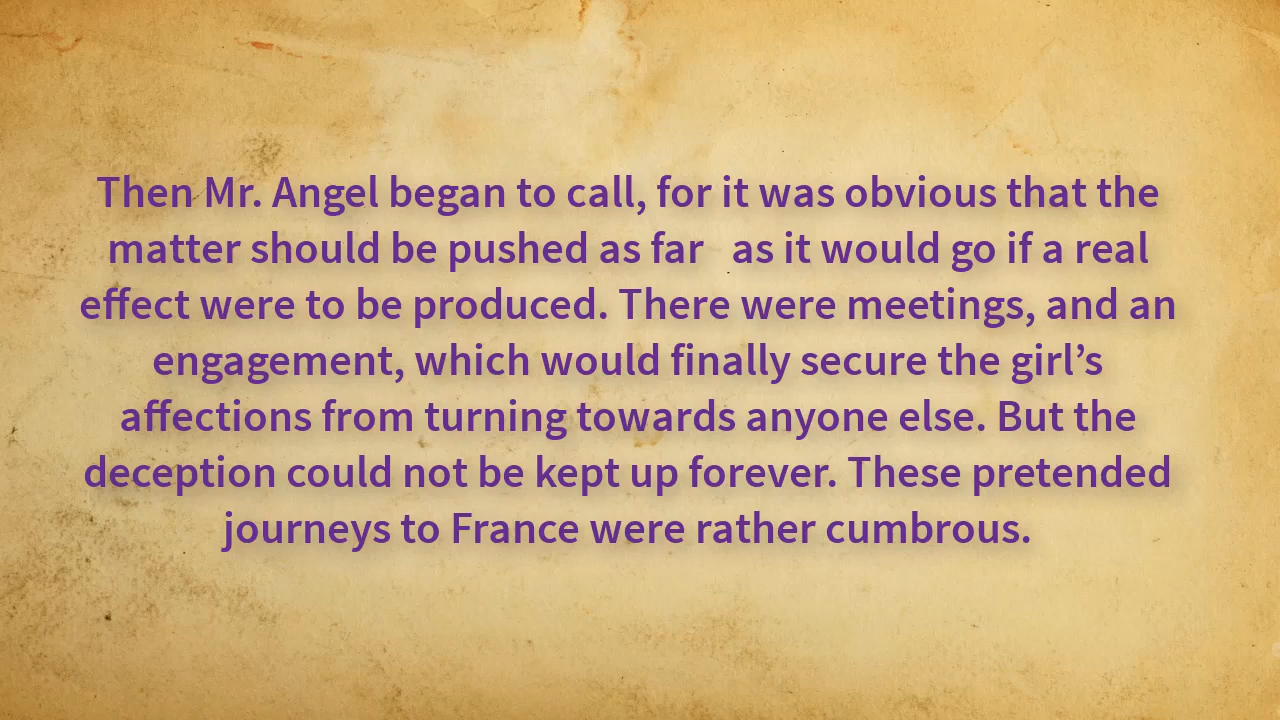 Then Mr. Angel began to call, for it was obvious that the
matter should be pushed as far   as it would go if a real
effect were to be produced. There were meetings, and an
engagement, which would finally secure the girl’s
affections from turning towards anyone else. But the
deception could not be kept up forever. These pretended
journeys to France were rather cumbrous.